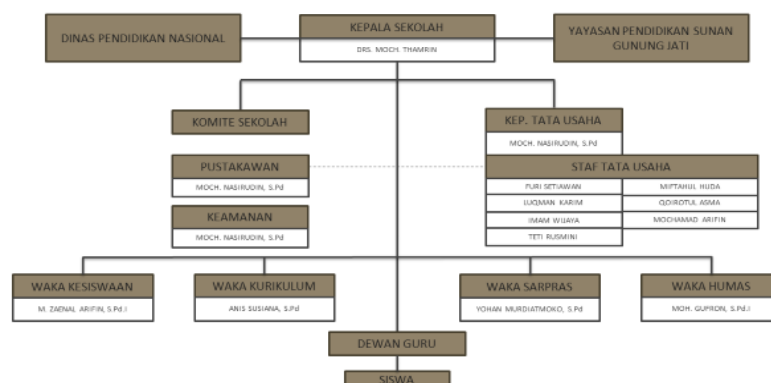 KEPALA SEKOLAH
DRS. MOCH. THAMRIN
DINAS PENDIDIKAN NASIONAL
YAYASAN PENDIDIKAN SUNAN
GUNUNG JATI
KOMITE SEKOLAH
KEP. TATA USAHA
MOCH. NASIRUDIN, S.Pd
PUSTAKAWAN
MOCH. NASIRUDIN, S.Pd
STAF TATA USAHA
FURI SETIAWAN
MIFTAHUL HUDA
LUQMAN KARIM
QOIROTUL ASMA
IMAM WIJAYA
MOCHAMAD ARIFIN
TETI RUSMINI
KEAMANAN
MOCH. NASIRUDIN, S.Pd
WAKA KESISWAAN
M. ZAENAL ARIFIN, S.Pd.I
WAKA KURIKULUM
ANIS SUSIANA, S.Pd
WAKA SARPRAS
YOHAN MURDIATMOKO, S.Pd
WAKA HUMAS
MOH. GUFRON, S.Pd.I
DEWAN GURU
SISWA